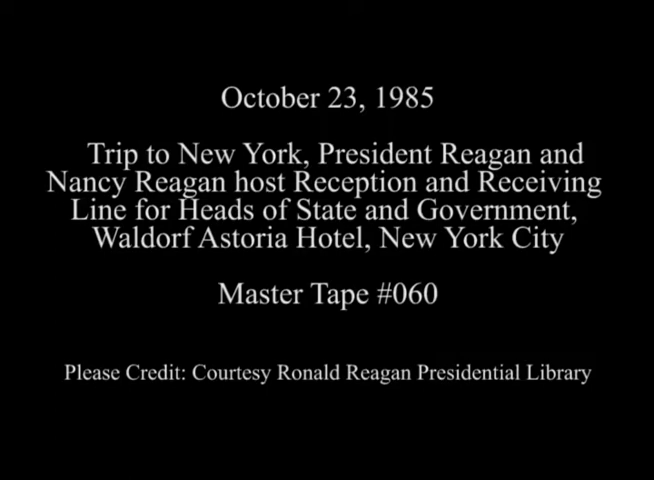 October 23, 1985
Trip to New York, President Reagan and
Nancy Reagan host Reception and Receiving
Line for Heads of State and Government,
Waldorf Astoria Hotel, New York City
Master Tape #060
Please Credit: Courtesy Ronald Reagan Presidential Library